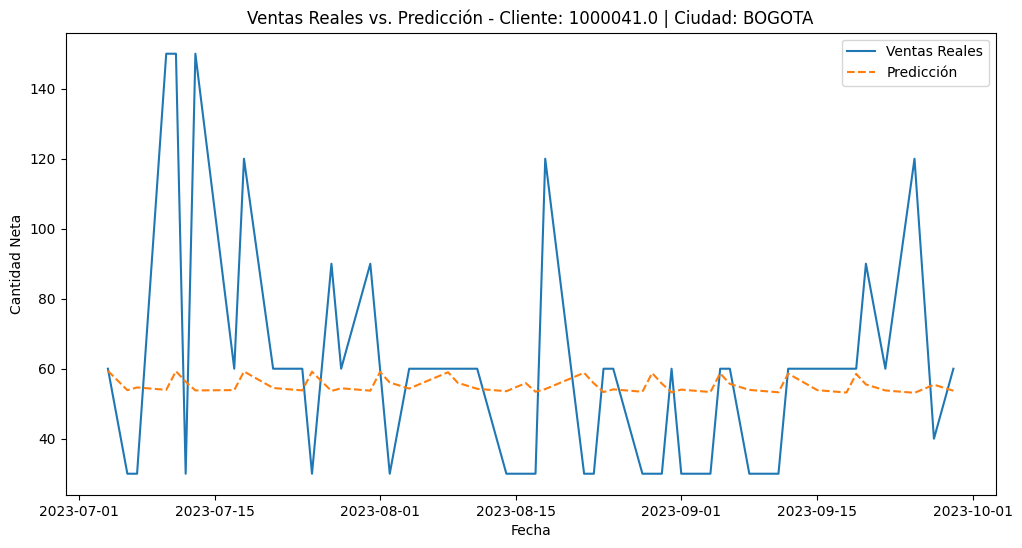 Ventas Reales vs. Predicción - Cliente: 1000041.0 | Ciudad: BOGOTA
Ventas Reales
Predicción
Cantidad Neta
140
120
100
80
60
40
2023-07-01
2023-07-15
2023-08-01
2023-08-15
2023-09-01
2023-09-15
2023-10-01
Fecha